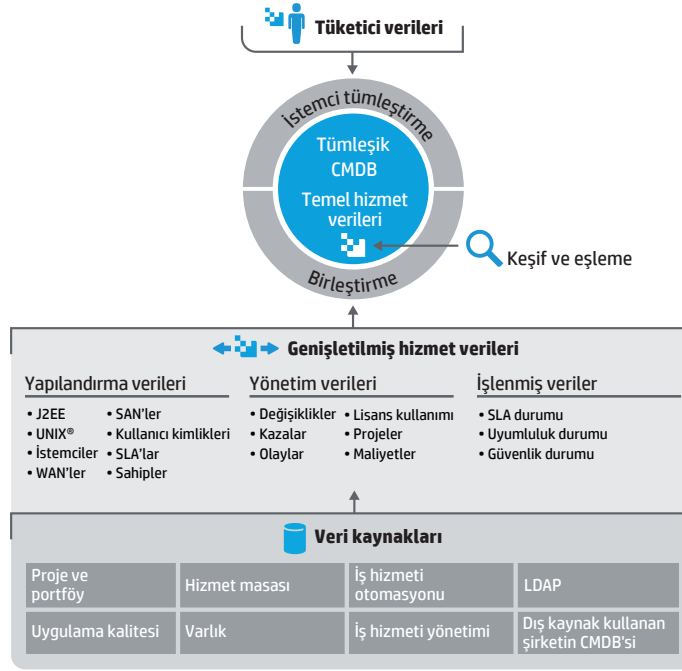 Tüketici verileri
İstemci tümleştirme
Tümleşik
CMDB
Temel hizmet
verileri
Birleştirme
Keşif ve eşleme
Genişletilmiş hizmet verileri
Yapılandırma verileri
• J2EE
• UNIX®
• İstemciler
• WAN'ler
• SAN'ler
• Kullanıcı kimlikleri
• SLA'lar
• Sahipler
Yönetim verileri
• Değişiklikler
• Kazalar
• Olaylar
• Lisans kullanımı
• Projeler
• Maliyetler
İşlenmiş veriler
• SLA durumu
• Uyumluluk durumu
• Güvenlik durumu
Veri kaynakları
Proje ve
portföy
Hizmet masası
İş hizmeti
otomasyonu
LDAP
Uygulama kalitesi
Varlık
İş hizmeti yönetimi
Dış kaynak kullanan
şirketin CMDB'si